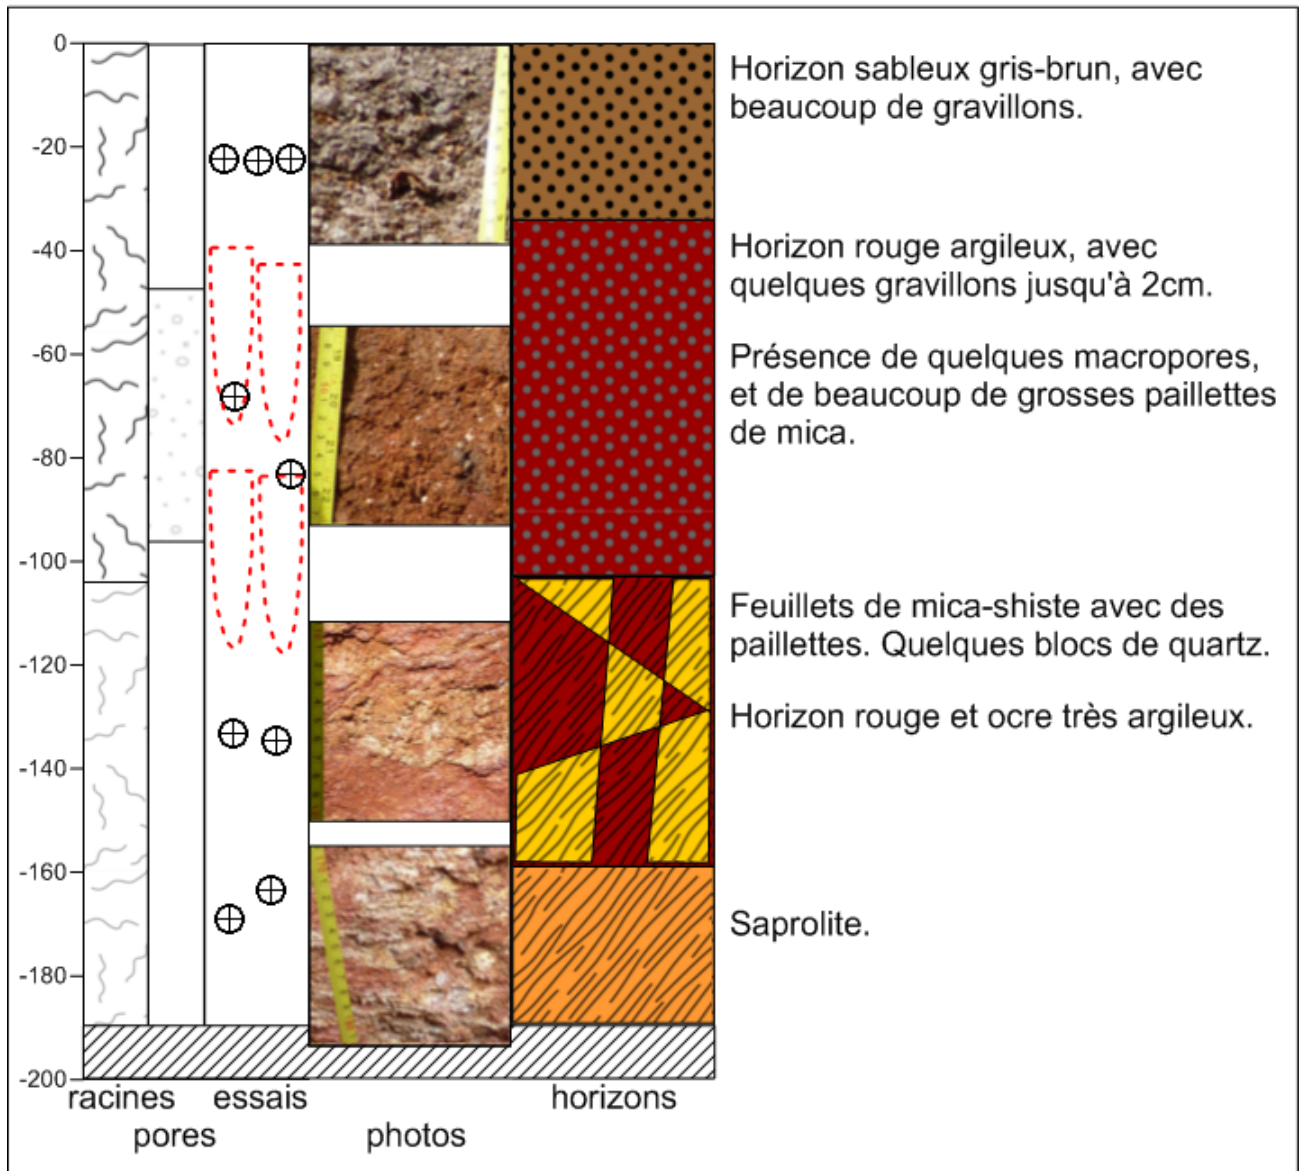 0
-20
-40
-60
-80
-100
-120
-140
-160
-180
-200
Horizon sableux gris-brun, avec
beaucoup de gravillons.
Horizon rouge argileux, avec
quelques gravillons jusqu'à 2cm.
Présence de quelques macropores,
et de beaucoup de grosses paillettes
de mica.
Feuillets de mica-shiste avec des
paillettes. Quelques blocs de quartz.
Horizon rouge et ocre très argileux.
Saprolite.
racines essais horizons
pores photos